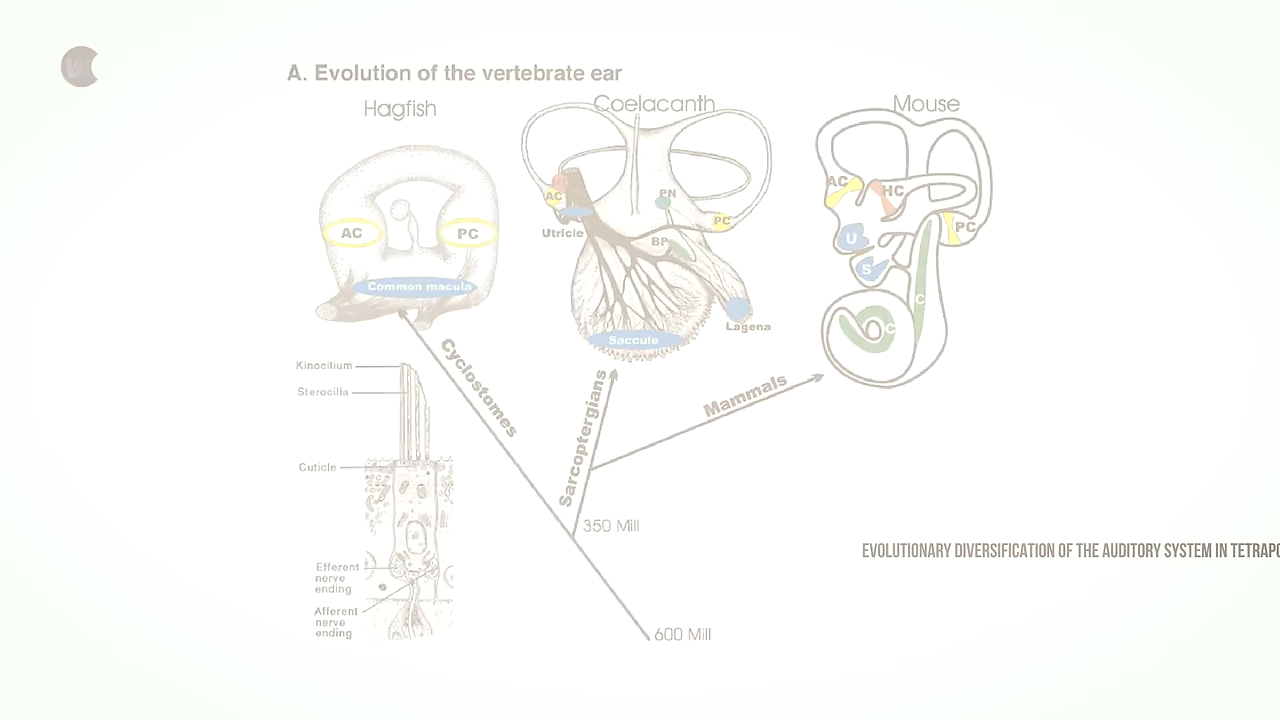 A. Evolution of the vertebrate ear
Hagfish
Coelacanth
Mouse
AC
PC
Common macula
AC
Utricle
PN
BP
PC
Lagena
Saccule
AC
HC
PC
U
S
C
C
Cyclostomes
Sarcoptergians
Mammals
350 Mill
600 Mill
Kinocilium
Sterocilia
Cuticle
Efferent
nerve
ending
Afferent
nerve
ending
EVOLUTIONARY DIVERSIFICATION OF THE AUDITORY SYSTEM IN TETRAPO